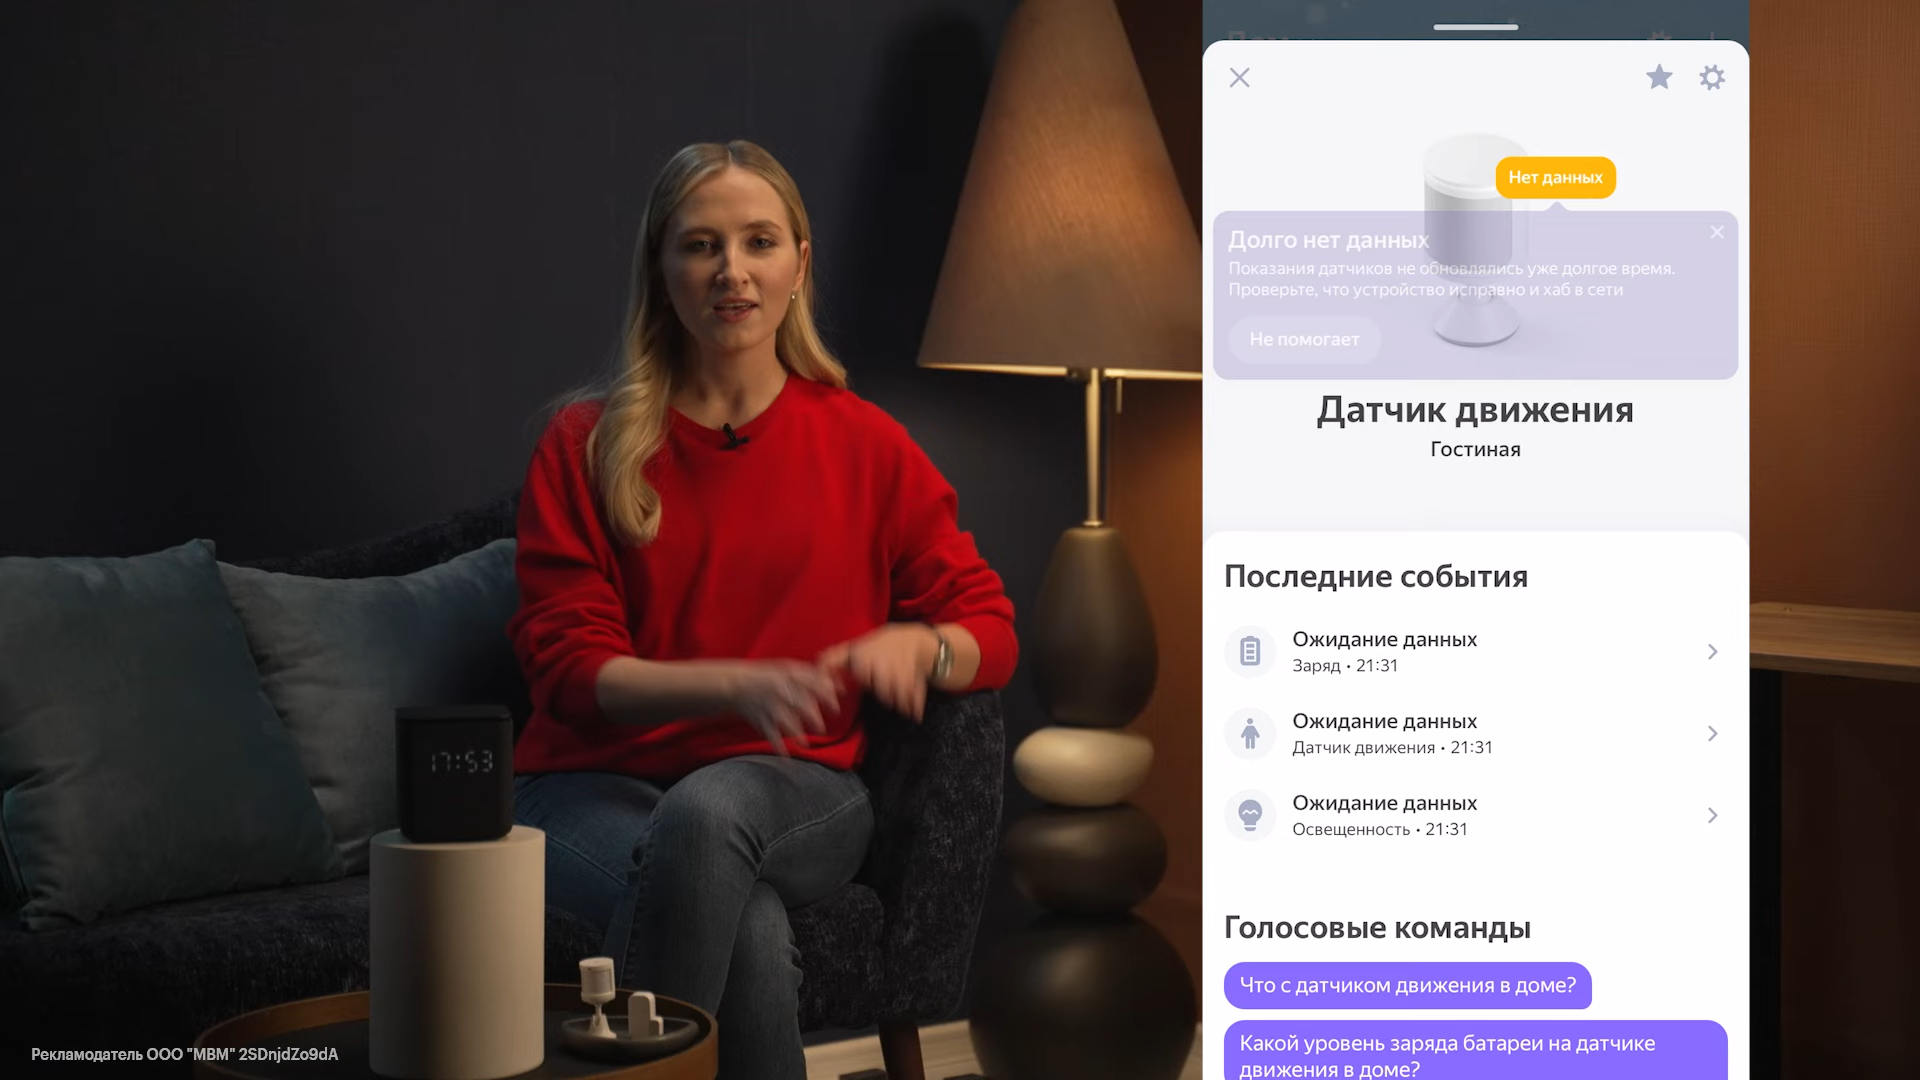 Нет данных
Долго нет данных
Показания датчиков не обновлялись уже долгое время.
Проверьте, что устройство исправно и хаб в сети
Не помогает
Датчик движения
Гостиная
Последние события
Ожидание данных
Заряд • 21:31
Ожидание данных
Датчик движения • 21:31
Ожидание данных
Освещенность • 21:31
Голосовые команды
Что с датчиком движения в доме?
Какой уровень заряда батареи на датчике
движения в доме?
17:53
Рекламодатель ООО "МВМ" 2SDnjdZo9dA